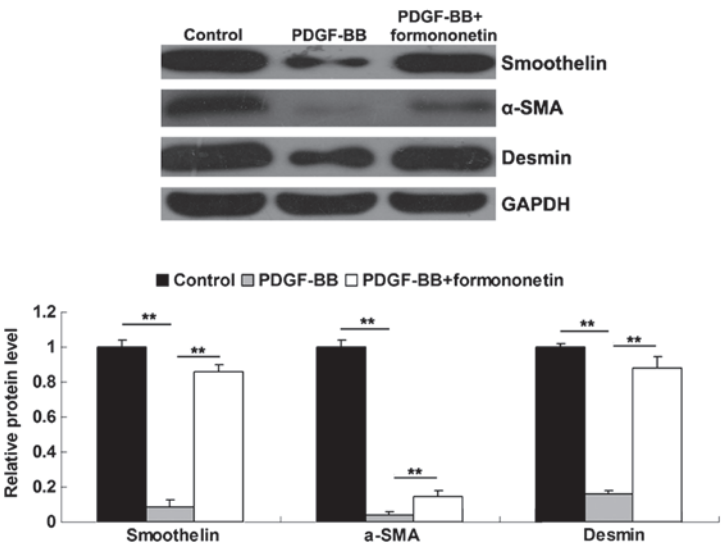 Control PDGF-BB PDGF-BB+
formononetin
Smoothelin
α-SMA
Desmin
GAPDH
Control PDGF-BB PDGF-BB+formononetin
Relative protein level
1.2
1
0.8
0.6
0.4
0.2
0
** ** ** ** ** **
Smoothelin a-SMA Desmin